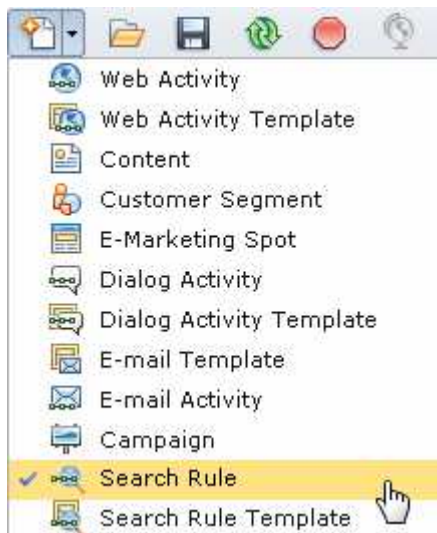 Web Activity
Web Activity Template
Content
Customer Segment
E-Marketing Spot
Dialog Activity
Dialog Activity Template
E-mail Template
E-mail Activity
Campaign
Search Rule
Search Rule Template